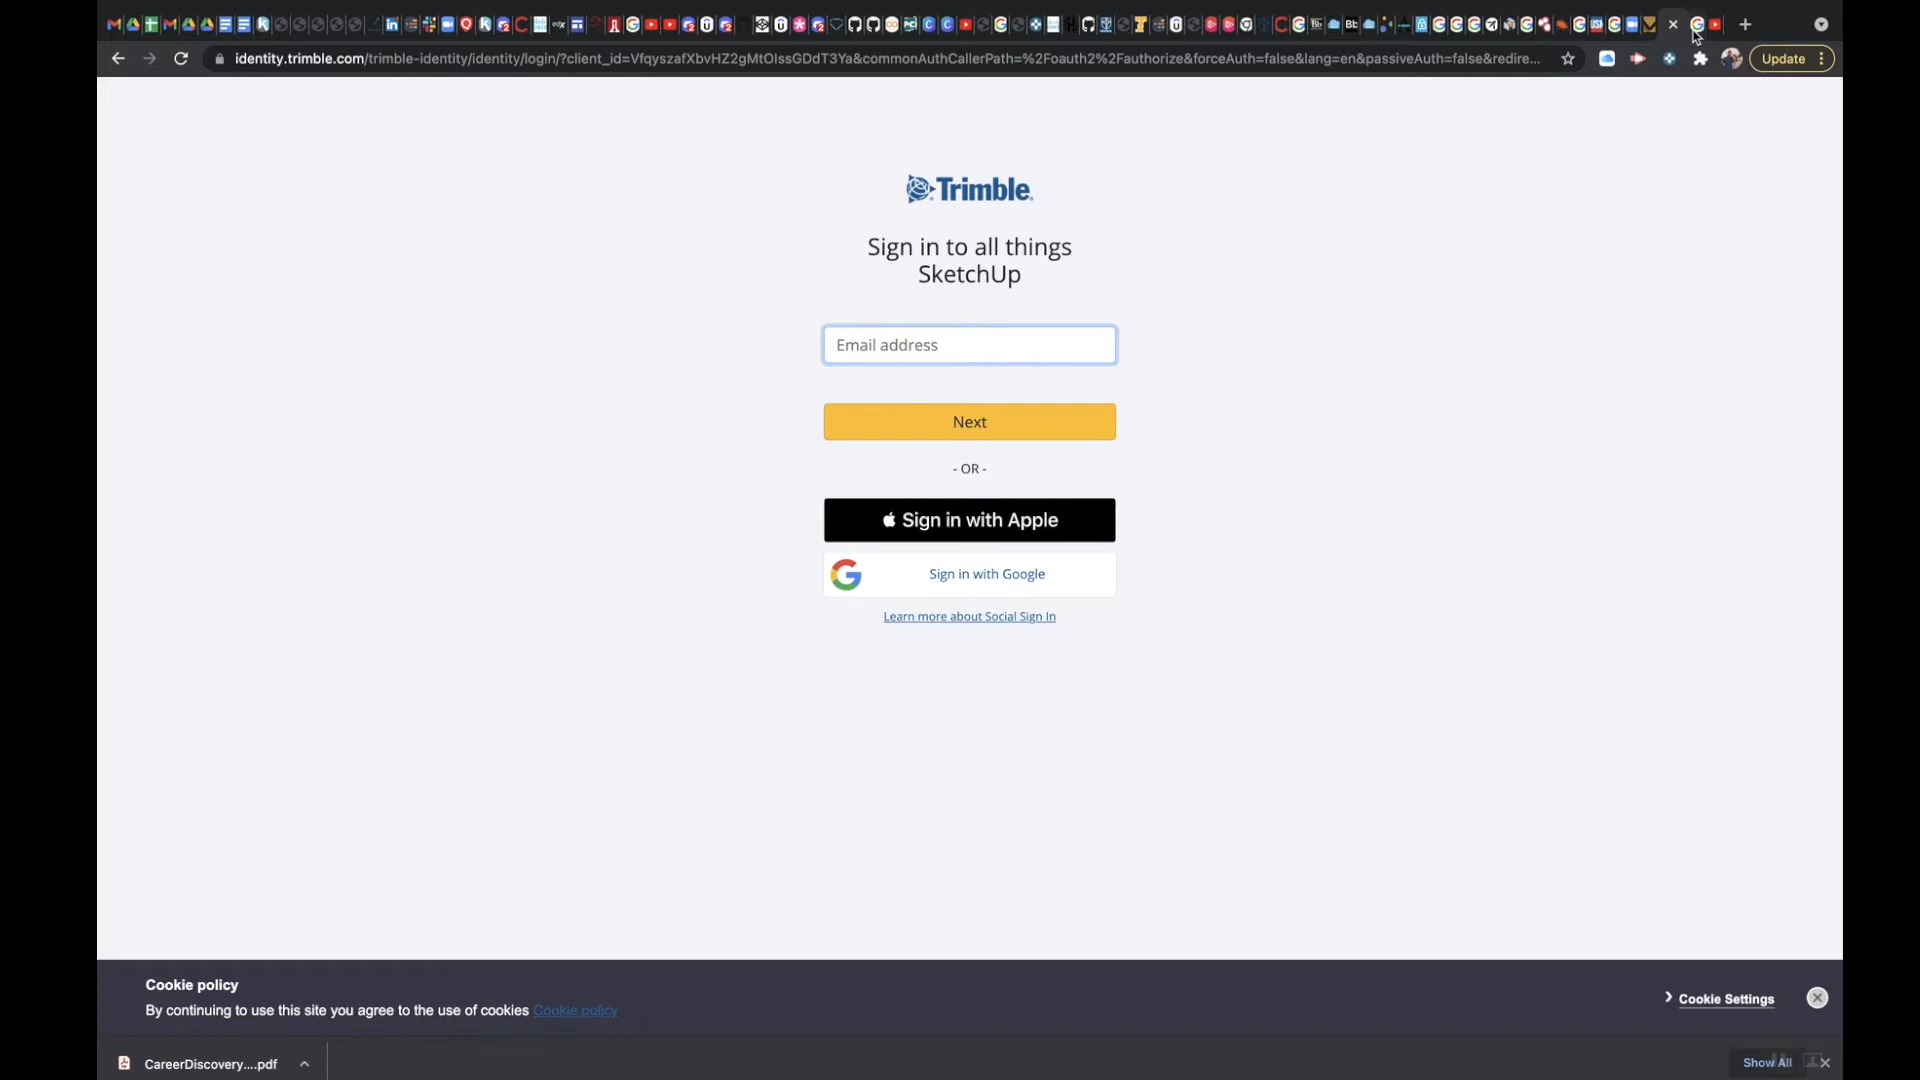 identity.trimble.com/trimble-identity/identity/login/?client_id=VfqyszafXbvHZ2gMtOIssGDdT3Ya&commonAuthCallerPath=%2Foauth2%2Fauthorize&forceAuth=false&lang=en&passiveAuth=false&redire...
Update
Trimble
Sign in to all things
SketchUp
Email address
Next
- OR -
Sign in with Apple
Sign in with Google
Learn more about Social Sign In
Cookie policy
By continuing to use this site you agree to the use of cookies Cookie policy
Cookie Settings
CareerDiscovery....pdf
Show All